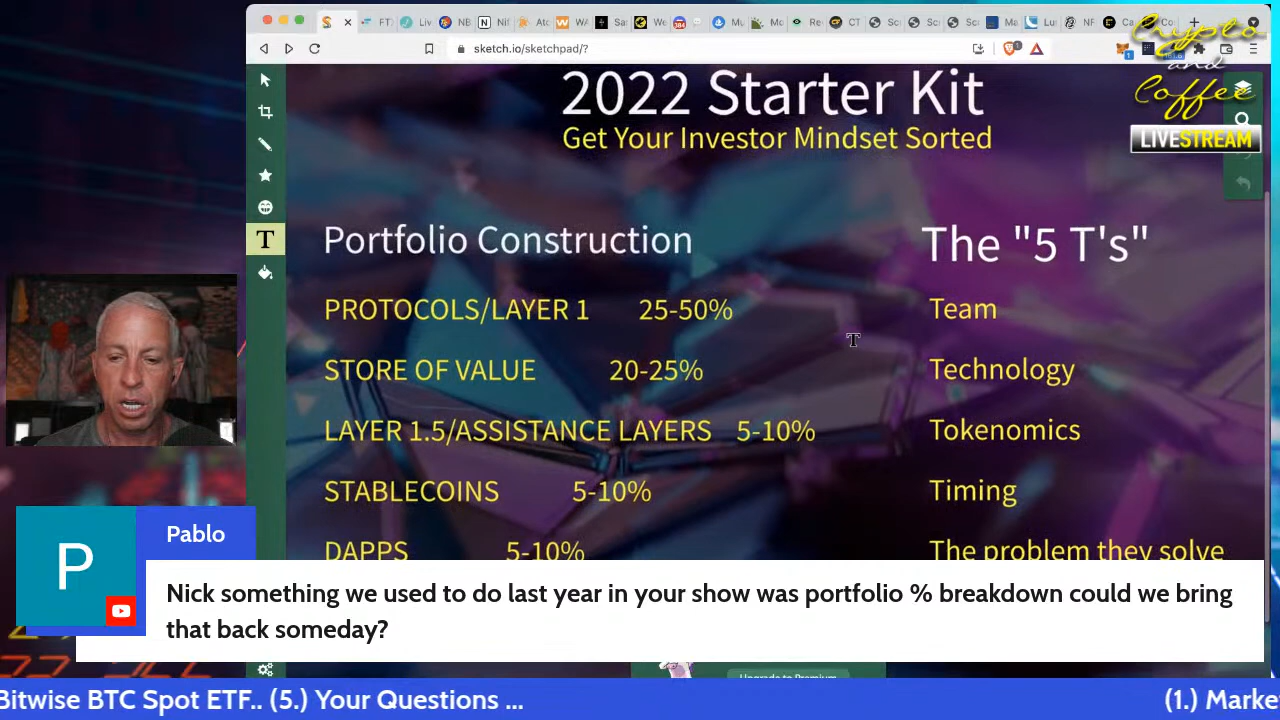 sketch.io/sketchpad/?
Crypto
and
Coffee
LIVESTREAM
2022 Starter Kit
Get Your Investor Mindset Sorted
Portfolio Construction
The "5 T's"
PROTOCOLS/LAYER 1 25-50%
Team
STORE OF VALUE 20-25%
Technology
LAYER 1.5/ASSISTANCE LAYERS 5-10%
Tokenomics
STABLECOINS 5-10%
Timing
DAPPS 5-10%
The problem they solve
P
Pablo
Nick something we used to do last year in your show was portfolio % breakdown could we bring
that back someday?
Upgrade to Premium
Bitwise BTC Spot ETF.. (5.) Your Questions ...
(1.)